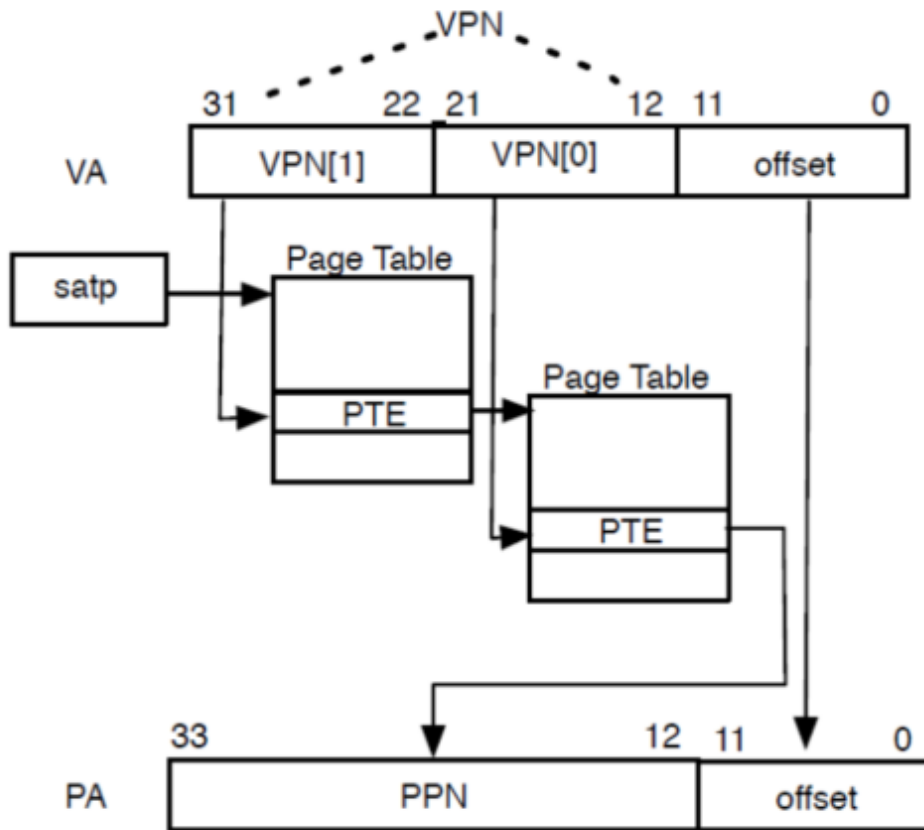 VPN
31 22 21 12 11 0
VA VPN[1] VPN[0] offset
Page Table
satp
Page Table
PTE
PTE
33 12 11 0
PA PPN offset